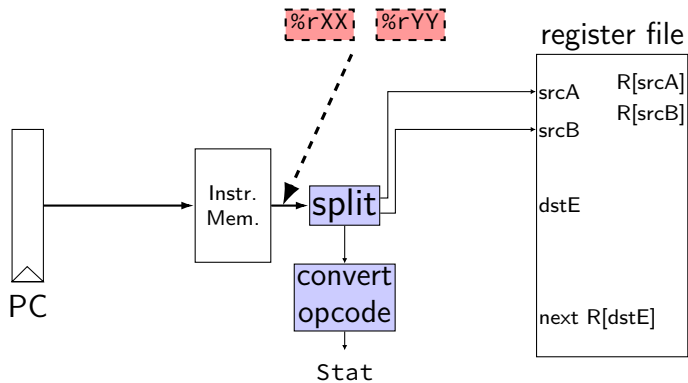 %rXX %rYY
register file
srcA R[srcA]
R[srcB]
srcB
Instr.
Mem.
split
dstE
PC
convert
opcode
next R[dstE]
Stat